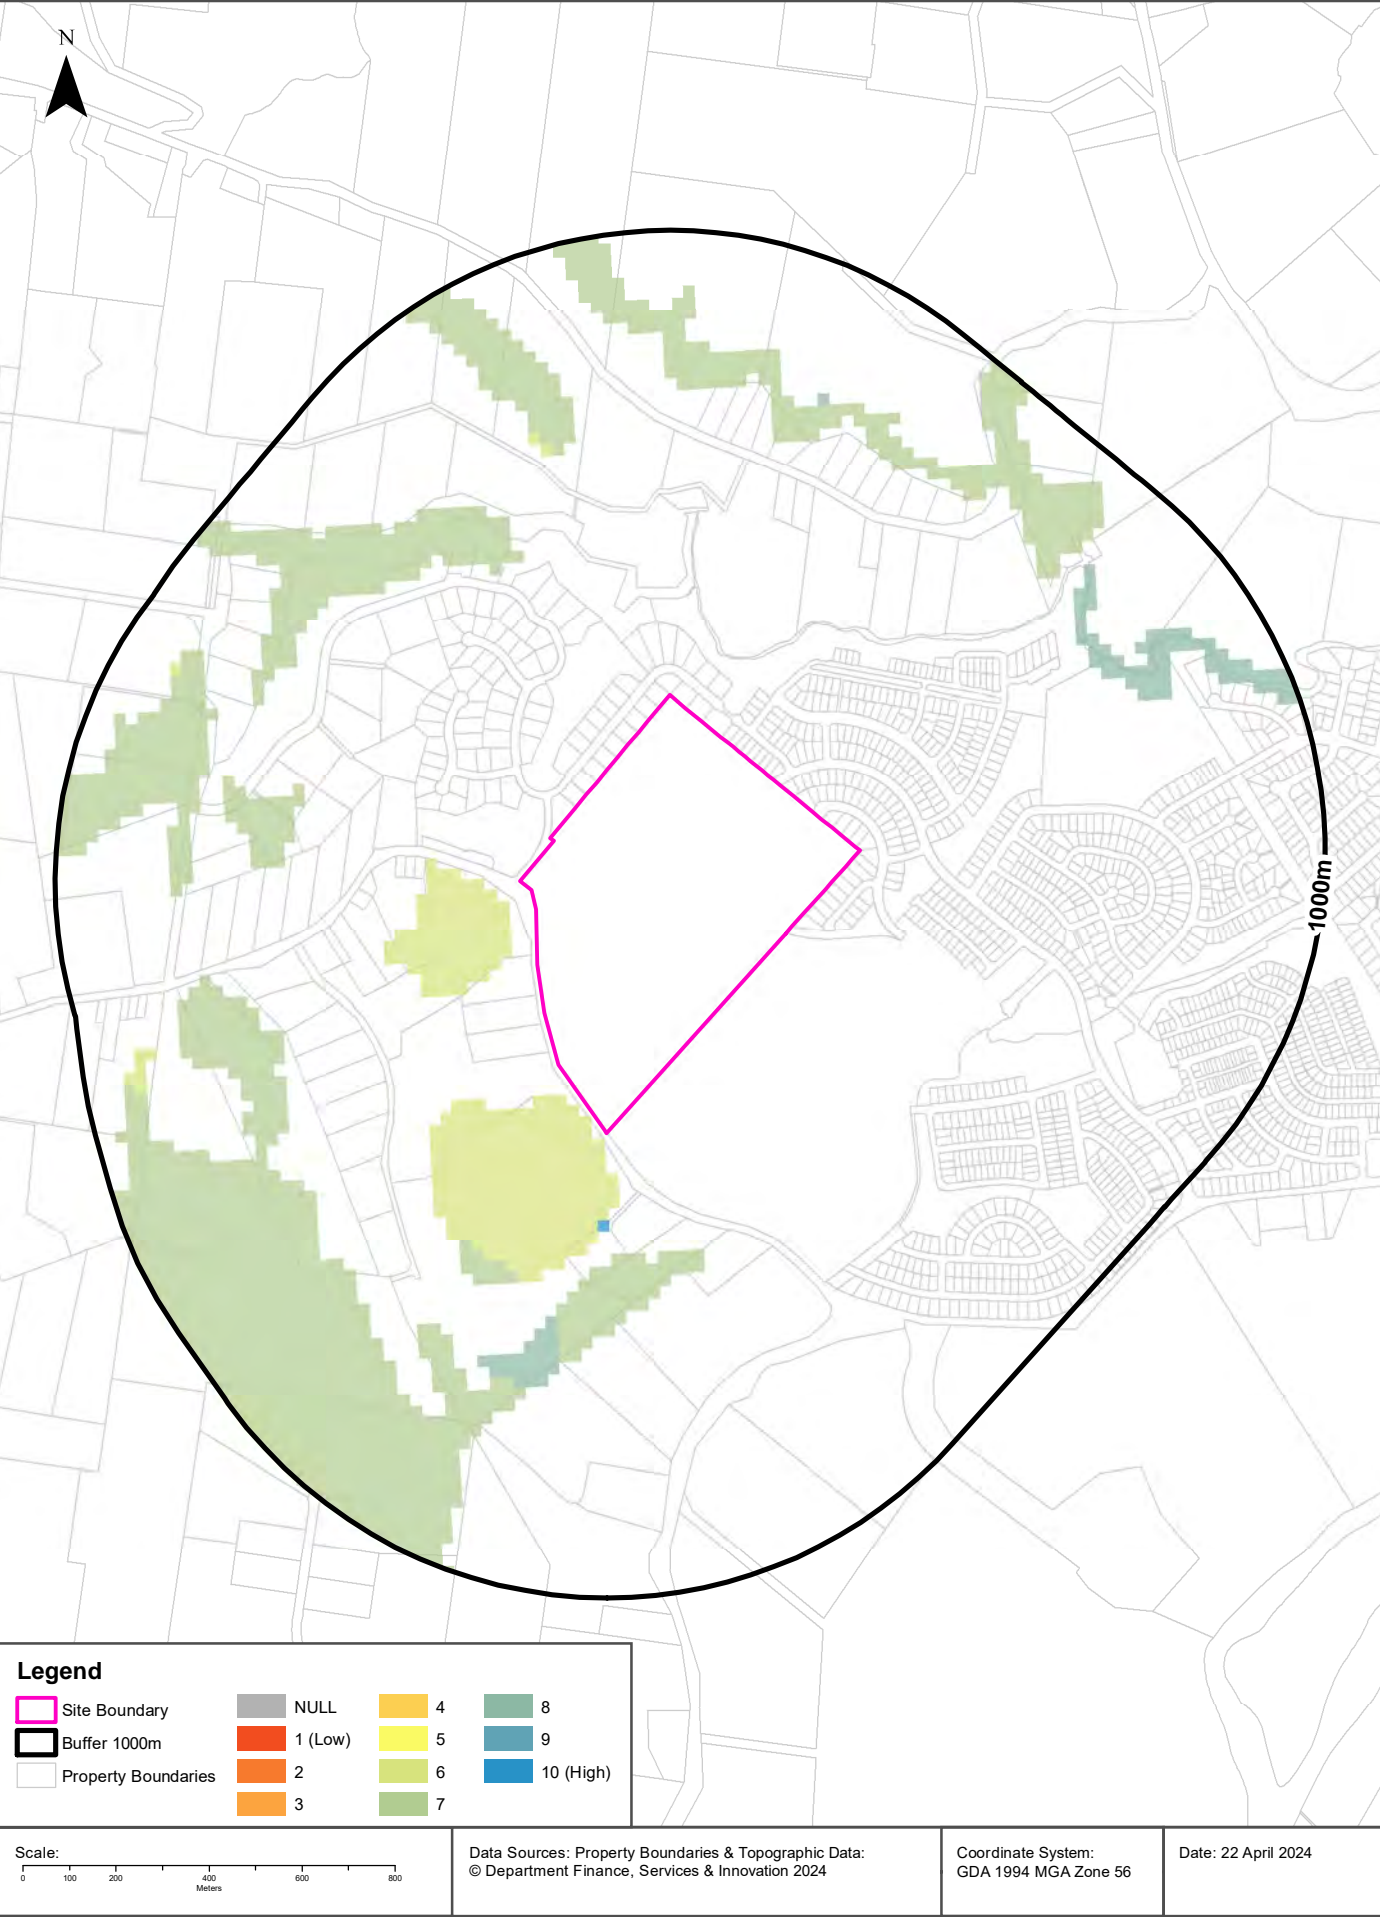 N
1000m
Legend
Site Boundary
Buffer 1000m
Property Boundaries
NULL
1 (Low)
2
3
4
5
6
7
8
9
10 (High)
Scale:
0 100 200 400 600 800
Meters
Data Sources: Property Boundaries & Topographic Data:
© Department Finance, Services & Innovation 2024
Coordinate System:
GDA 1994 MGA Zone 56
Date: 22 April 2024